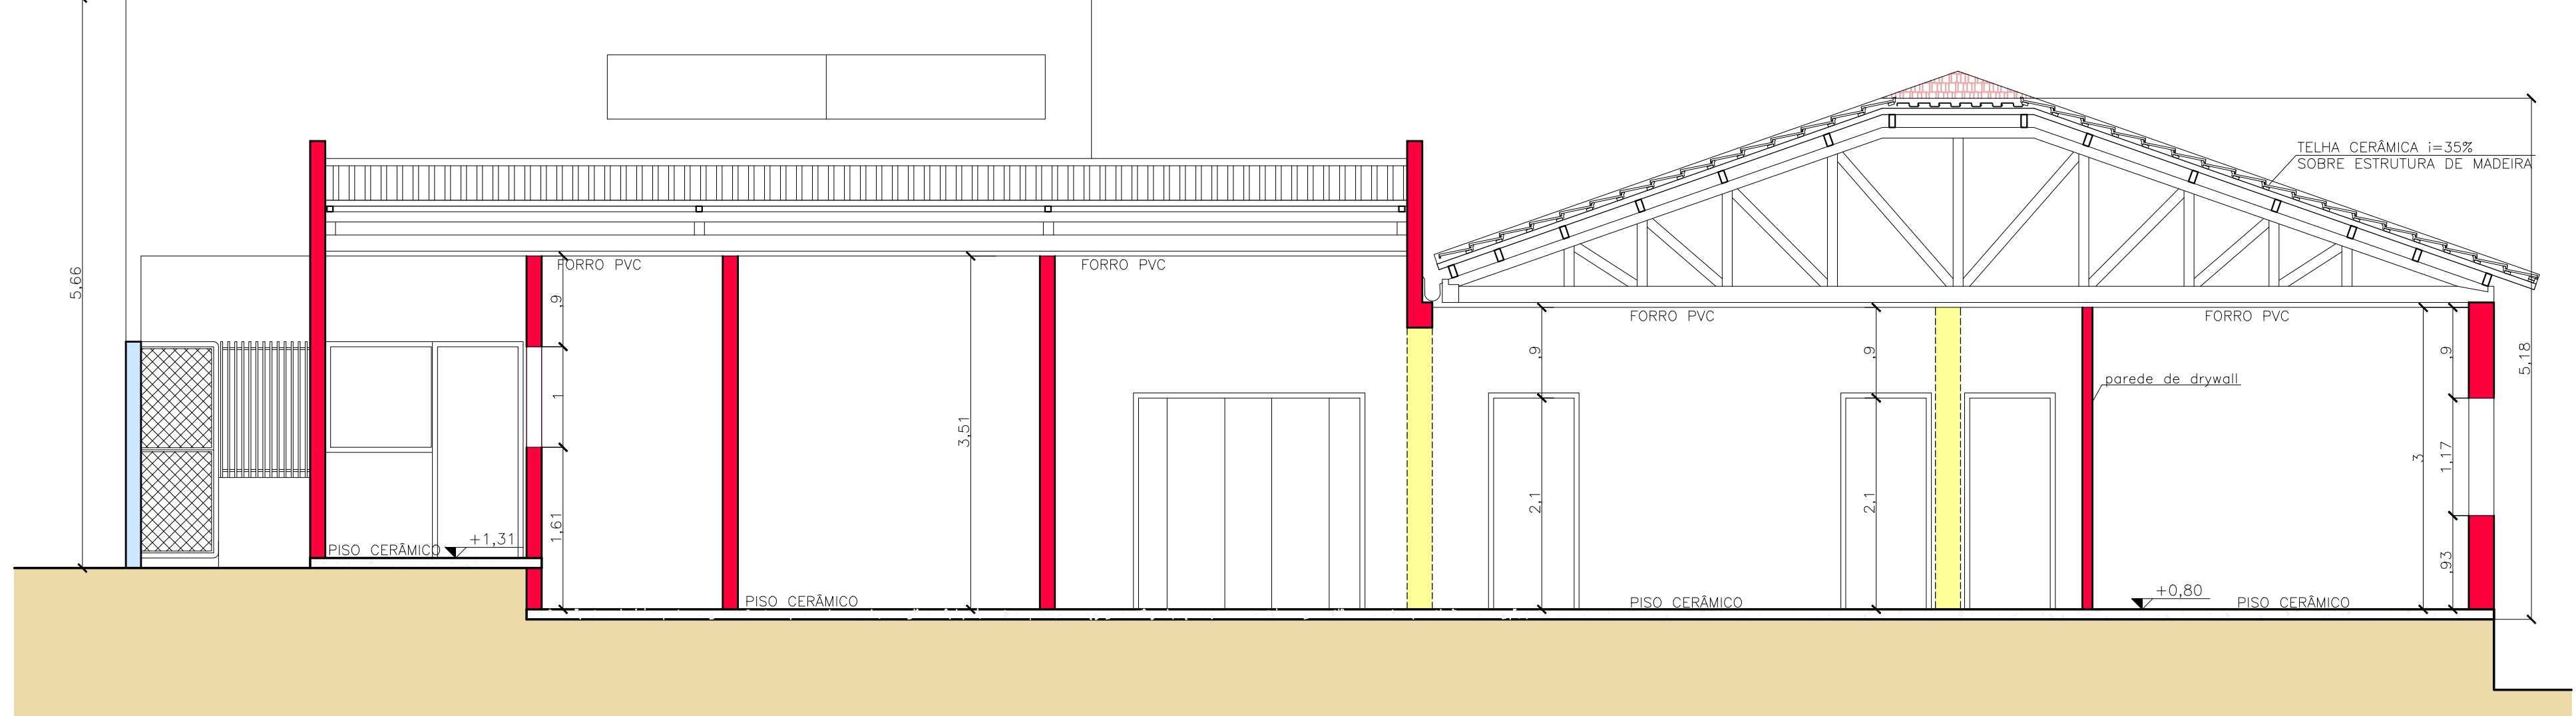 TELHA CERÂMICA i=35%
SOBRE ESTRUTURA DE MADEIRA
5,66
FORRO PVC
FORRO PVC
,9
1
1,61
3,51
FORRO PVC
FORRO PVC
,9
2,1
,9
2,1
parede de drywall
3
,9
1,17
,93
5,18
PISO CERÂMICO
+1,31
PISO CERÂMICO
PISO CERÂMICO
+0,80
PISO CERÂMICO